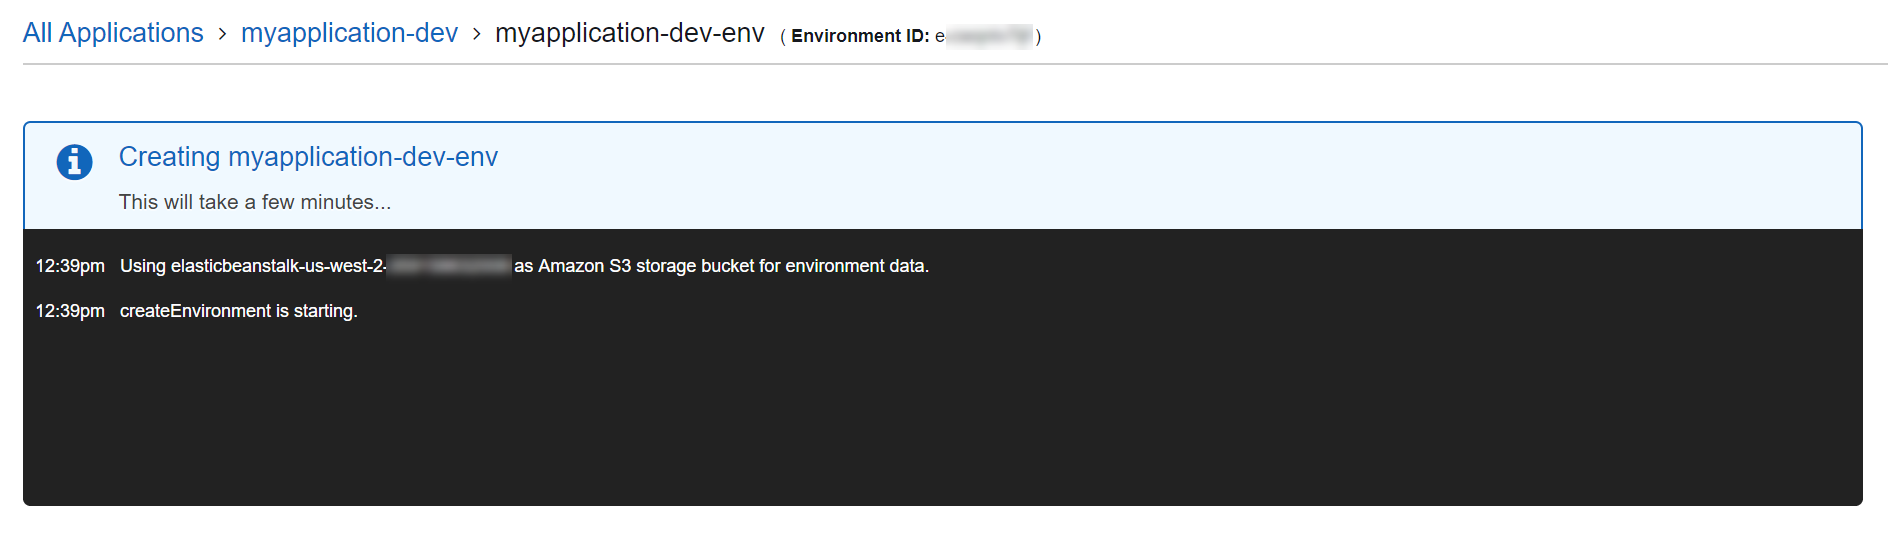 All Applications > myapplication-dev > myapplication-dev-env ( Environment ID: e )
Creating myapplication-dev-env
This will take a few minutes...
12:39pm Using elasticbeanstalk-us-west-2- as Amazon S3 storage bucket for environment data.
12:39pm createEnvironment is starting.